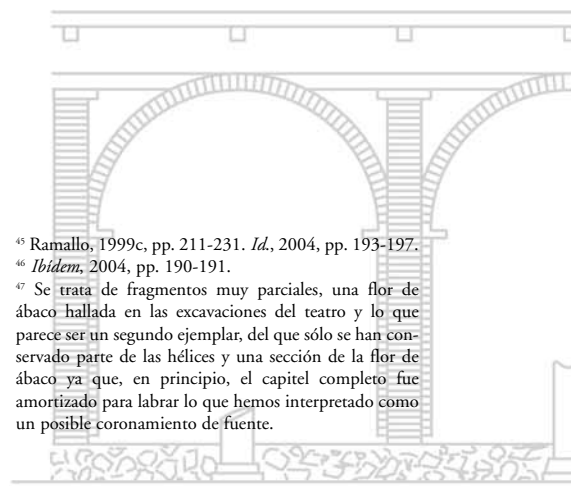 45 Ramallo, 1999c, pp. 211-231. Id., 2004, pp. 193-197.
46 Ibídem, 2004, pp. 190-191.
47 Se trata de fragmentos muy parciales, una flor de
ábaco hallada en las excavaciones del teatro y lo que
parece ser un segundo ejemplar, del que sólo se han con-
servado parte de las hélices y una sección de la flor de
ábaco ya que, en principio, el capitel completo fue
amortizado para labrar lo que hemos interpretado como
un posible coronamiento de fuente.